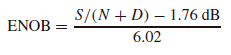 ENOB = S/(N + D) − 1.76 dB
6.02